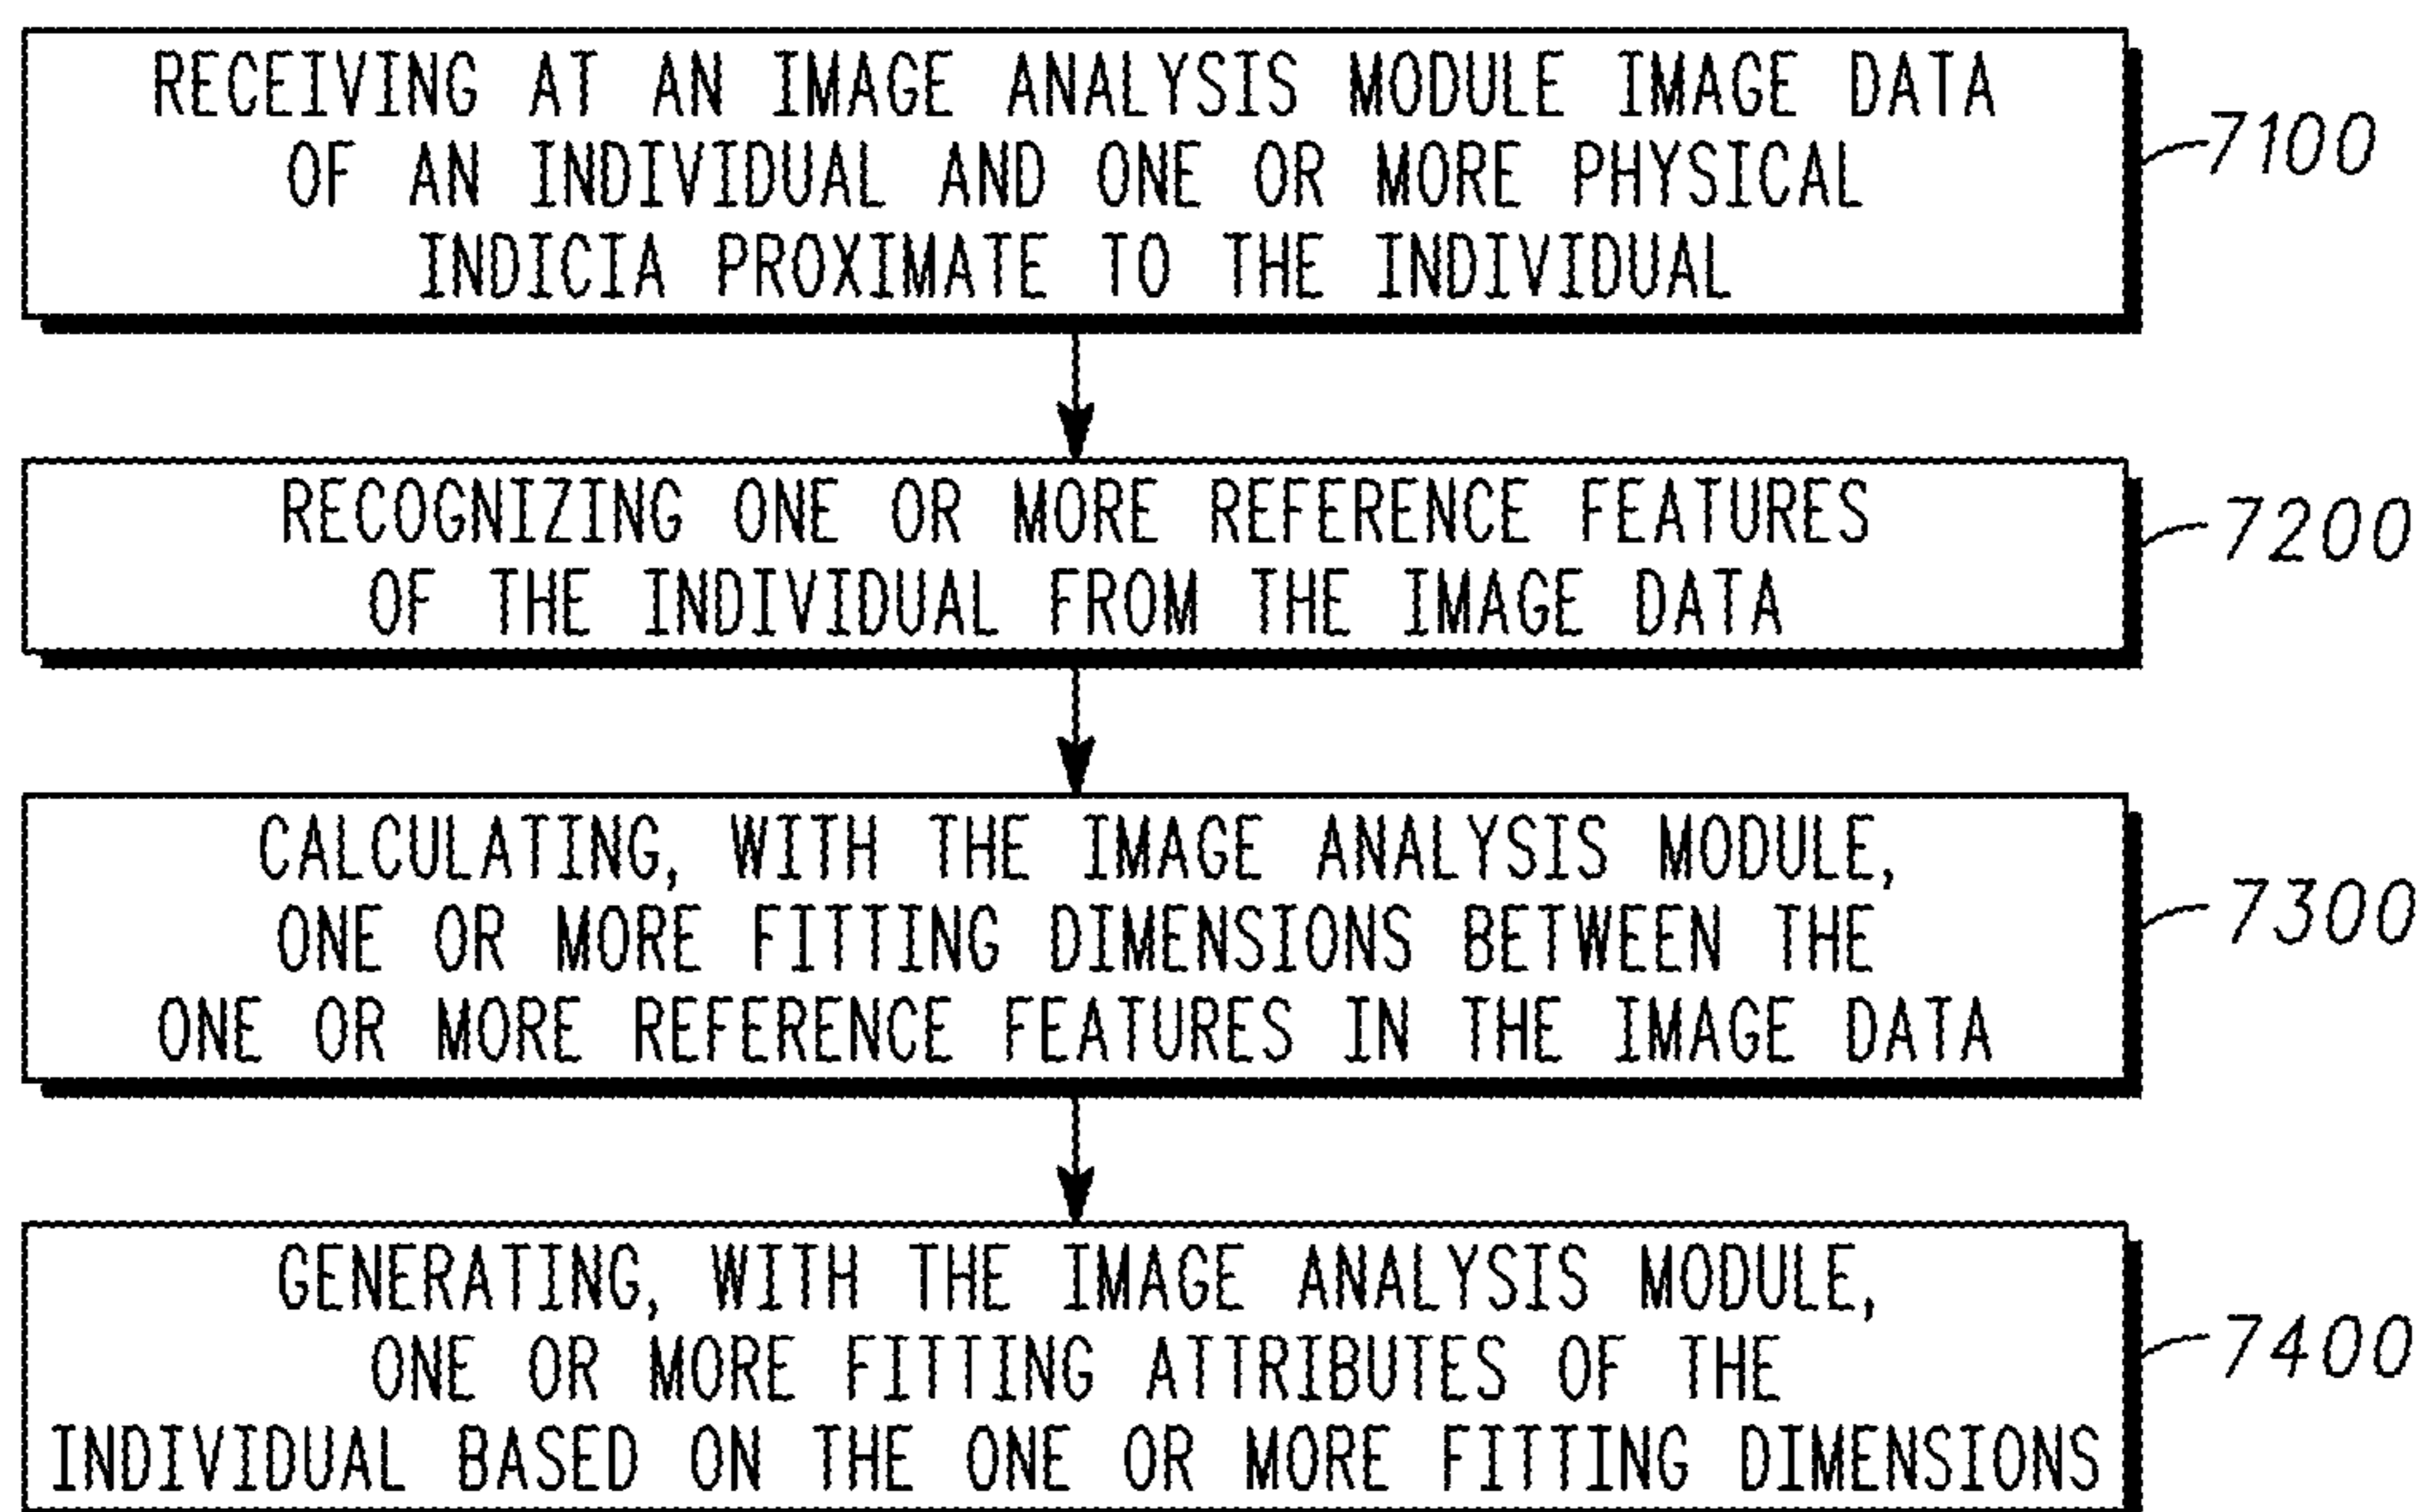 RECEIVING AT AN IMAGE ANALYSIS MODULE IMAGE DATA
OF AN INDIVIDUAL AND ONE OR MORE PHYSICAL
INDICIA PROXIMATE TO THE INDIVIDUAL
7100
RECOGNIZING ONE OR MORE REFERENCE FEATURES
OF THE INDIVIDUAL FROM THE IMAGE DATA
7200
CALCULATING, WITH THE IMAGE ANALYSIS MODULE,
ONE OR MORE FITTING DIMENSIONS BETWEEN THE
ONE OR MORE REFERENCE FEATURES IN THE IMAGE DATA
7300
GENERATING, WITH THE IMAGE ANALYSIS MODULE,
ONE OR MORE FITTING ATTRIBUTES OF THE
INDIVIDUAL BASED ON THE ONE OR MORE FITTING DIMENSIONS
7400